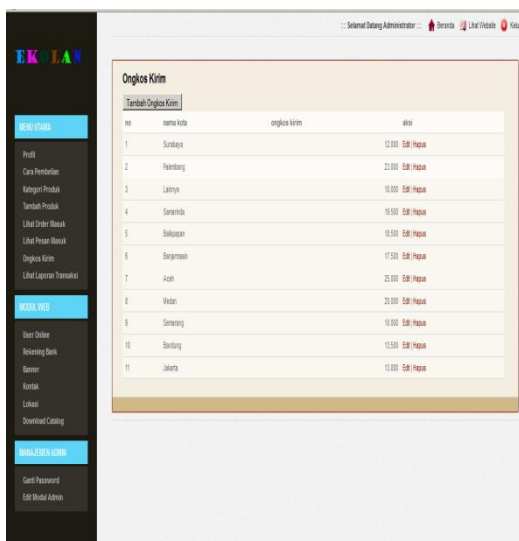 ::: Selamat Datang Administrator ::: Beranda Lihat Website
EKOLAN
MENU UTAMA
Profil
Cara Pembelian
Kategori Produk
Tambah Produk
Lihat Order Masuk
Lihat Pesan Masuk
Ongkos Kirim
Lihat Laporan Transaksi
MODUL WEB
User Online
Rekening Bank
Banner
Kontak
Lokasi
Download Catalog
MANAJEMEN ADMIN
Ganti Password
Edit Modul Admin
Ongkos Kirim
Tambah Ongkos Kirim
no nama kota ongkos kirim aksi
1 Surabaya 12.000 Edit | Hapus
2 Palembang 23.000 Edit | Hapus
3 Lainnya 10.000 Edit | Hapus
4 Samarinda 19.500 Edit | Hapus
5 Balikpapan 18.500 Edit | Hapus
6 Banjarmasin 17.500 Edit | Hapus
7 Aceh 25.000 Edit | Hapus
8 Medan 20.000 Edit | Hapus
9 Semarang 10.000 Edit | Hapus
10 Bandung 13.500 Edit | Hapus
11 Jakarta 13.000 Edit | Hapus